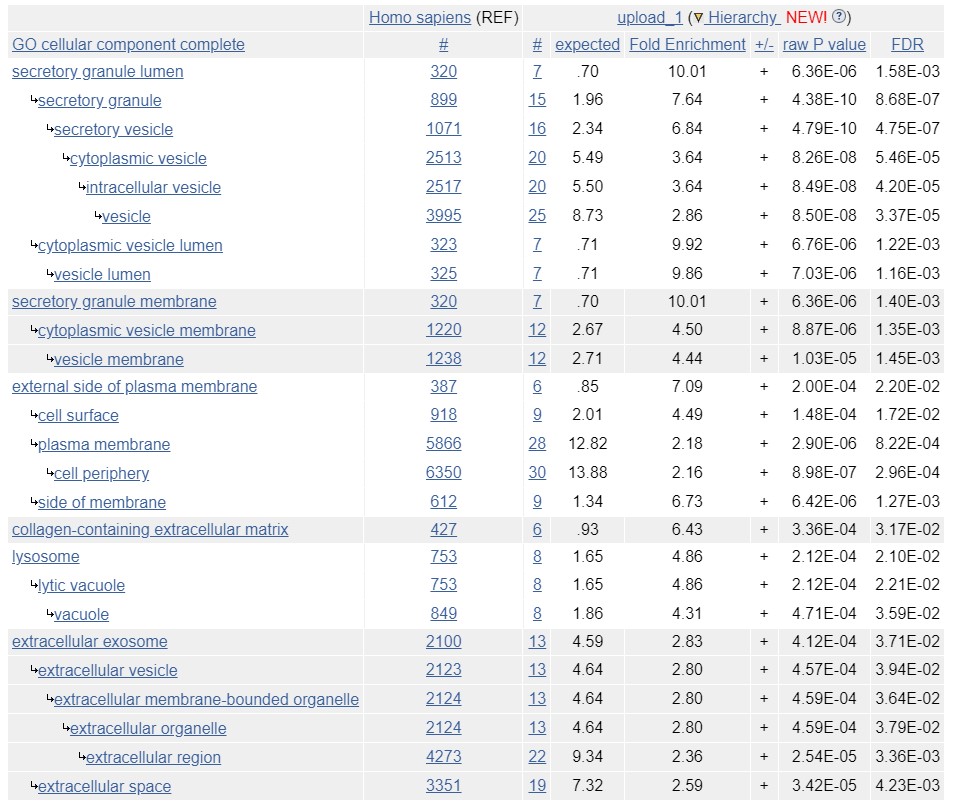 Homo sapiens (REF) upload_1 (▼ Hierarchy NEW! ?)
GO cellular component complete # # expected Fold Enrichment +/- raw P value FDR
secretory granule lumen 320 7 .70 10.01 + 6.36E-06 1.58E-03
secretory granule 899 15 1.96 7.64 + 4.38E-10 8.68E-07
secretory vesicle 1071 16 2.34 6.84 + 4.79E-10 4.75E-07
cytoplasmic vesicle 2513 20 5.49 3.64 + 8.26E-08 5.46E-05
intracellular vesicle 2517 20 5.50 3.64 + 8.49E-08 4.20E-05
vesicle 3995 25 8.73 2.86 + 8.50E-08 3.37E-05
cytoplasmic vesicle lumen 323 7 .71 9.92 + 6.76E-06 1.22E-03
vesicle lumen 325 7 .71 9.86 + 7.03E-06 1.16E-03
secretory granule membrane 320 7 .70 10.01 + 6.36E-06 1.40E-03
cytoplasmic vesicle membrane 1220 12 2.67 4.50 + 8.87E-06 1.35E-03
vesicle membrane 1238 12 2.71 4.44 + 1.03E-05 1.45E-03
external side of plasma membrane 387 6 .85 7.09 + 2.00E-04 2.20E-02
cell surface 918 9 2.01 4.49 + 1.48E-04 1.72E-02
plasma membrane 5866 28 12.82 2.18 + 2.90E-06 8.22E-04
cell periphery 6350 30 13.88 2.16 + 8.98E-07 2.96E-04
side of membrane 612 9 1.34 6.73 + 6.42E-06 1.27E-03
collagen-containing extracellular matrix 427 6 .93 6.43 + 3.36E-04 3.17E-02
lysosome 753 8 1.65 4.86 + 2.12E-04 2.10E-02
lytic vacuole 753 8 1.65 4.86 + 2.12E-04 2.21E-02
vacuole 849 8 1.86 4.31 + 4.71E-04 3.59E-02
extracellular exosome 2100 13 4.59 2.83 + 4.12E-04 3.71E-02
extracellular vesicle 2123 13 4.64 2.80 + 4.57E-04 3.94E-02
extracellular membrane-bounded organelle 2124 13 4.64 2.80 + 4.59E-04 3.64E-02
extracellular organelle 2124 13 4.64 2.80 + 4.59E-04 3.79E-02
extracellular region 4273 22 9.34 2.36 + 2.54E-05 3.36E-03
extracellular space 3351 19 7.32 2.59 + 3.42E-05 4.23E-03